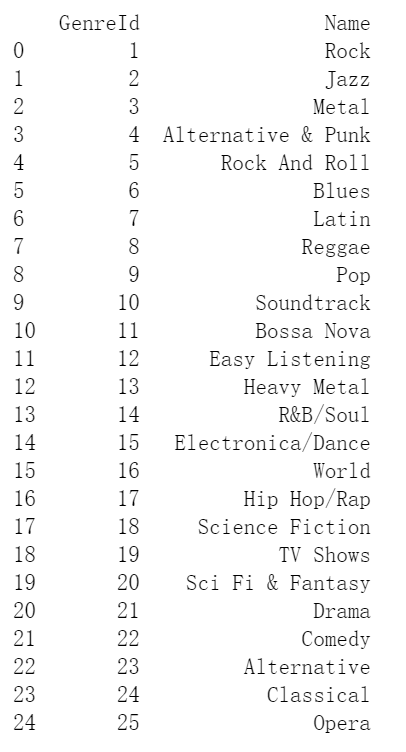 GenreId Name
0 1 Rock
1 2 Jazz
2 3 Metal
3 4 Alternative & Punk
4 5 Rock And Roll
5 6 Blues
6 7 Latin
7 8 Reggae
8 9 Pop
9 10 Soundtrack
10 11 Bossa Nova
11 12 Easy Listening
12 13 Heavy Metal
13 14 R&B/Soul
14 15 Electronica/Dance
15 16 World
16 17 Hip Hop/Rap
17 18 Science Fiction
18 19 TV Shows
19 20 Sci Fi & Fantasy
20 21 Drama
21 22 Comedy
22 23 Alternative
23 24 Classical
24 25 Opera